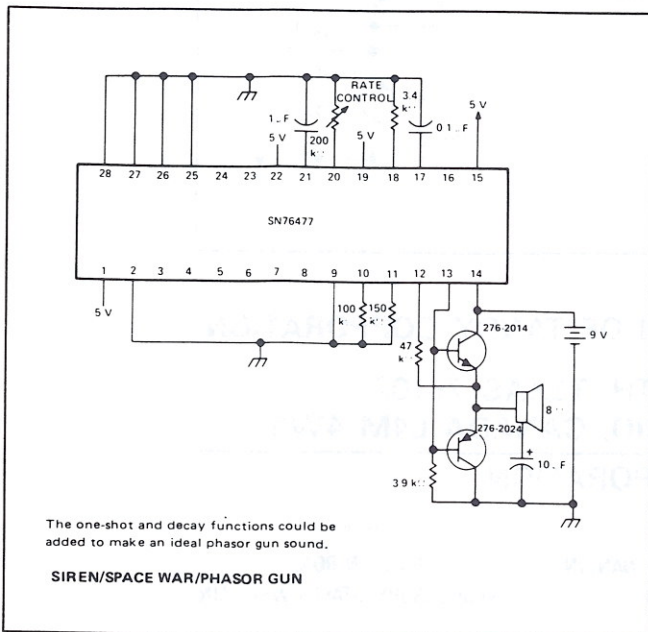 RATE
CONTROL
3.4
k
1 F
200
k
0.1 F
5 V
5 V
5 V
28 27 26 25 24 23 22 21 20 19 18 17 16 15
SN76477
1 2 3 4 5 6 7 8 9 10 11 12 13 14
5 V
100
k
150
k
47
k
276-2014
9 V
8
276-2024
+
10 F
39 k
The one-shot and decay functions could be
added to make an ideal phasor gun sound.
SIREN/SPACE WAR/PHASOR GUN